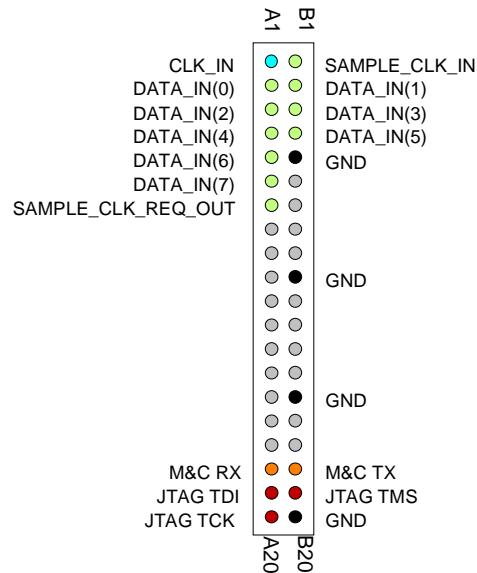 A1 B1
CLK_IN SAMPLE_CLK_IN
DATA_IN(0) DATA_IN(1)
DATA_IN(2) DATA_IN(3)
DATA_IN(4) DATA_IN(5)
DATA_IN(6) GND
DATA_IN(7)
SAMPLE_CLK_REQ_OUT
GND
GND
M&C RX M&C TX
JTAG TDI JTAG TMS
JTAG TCK GND
A20 B20